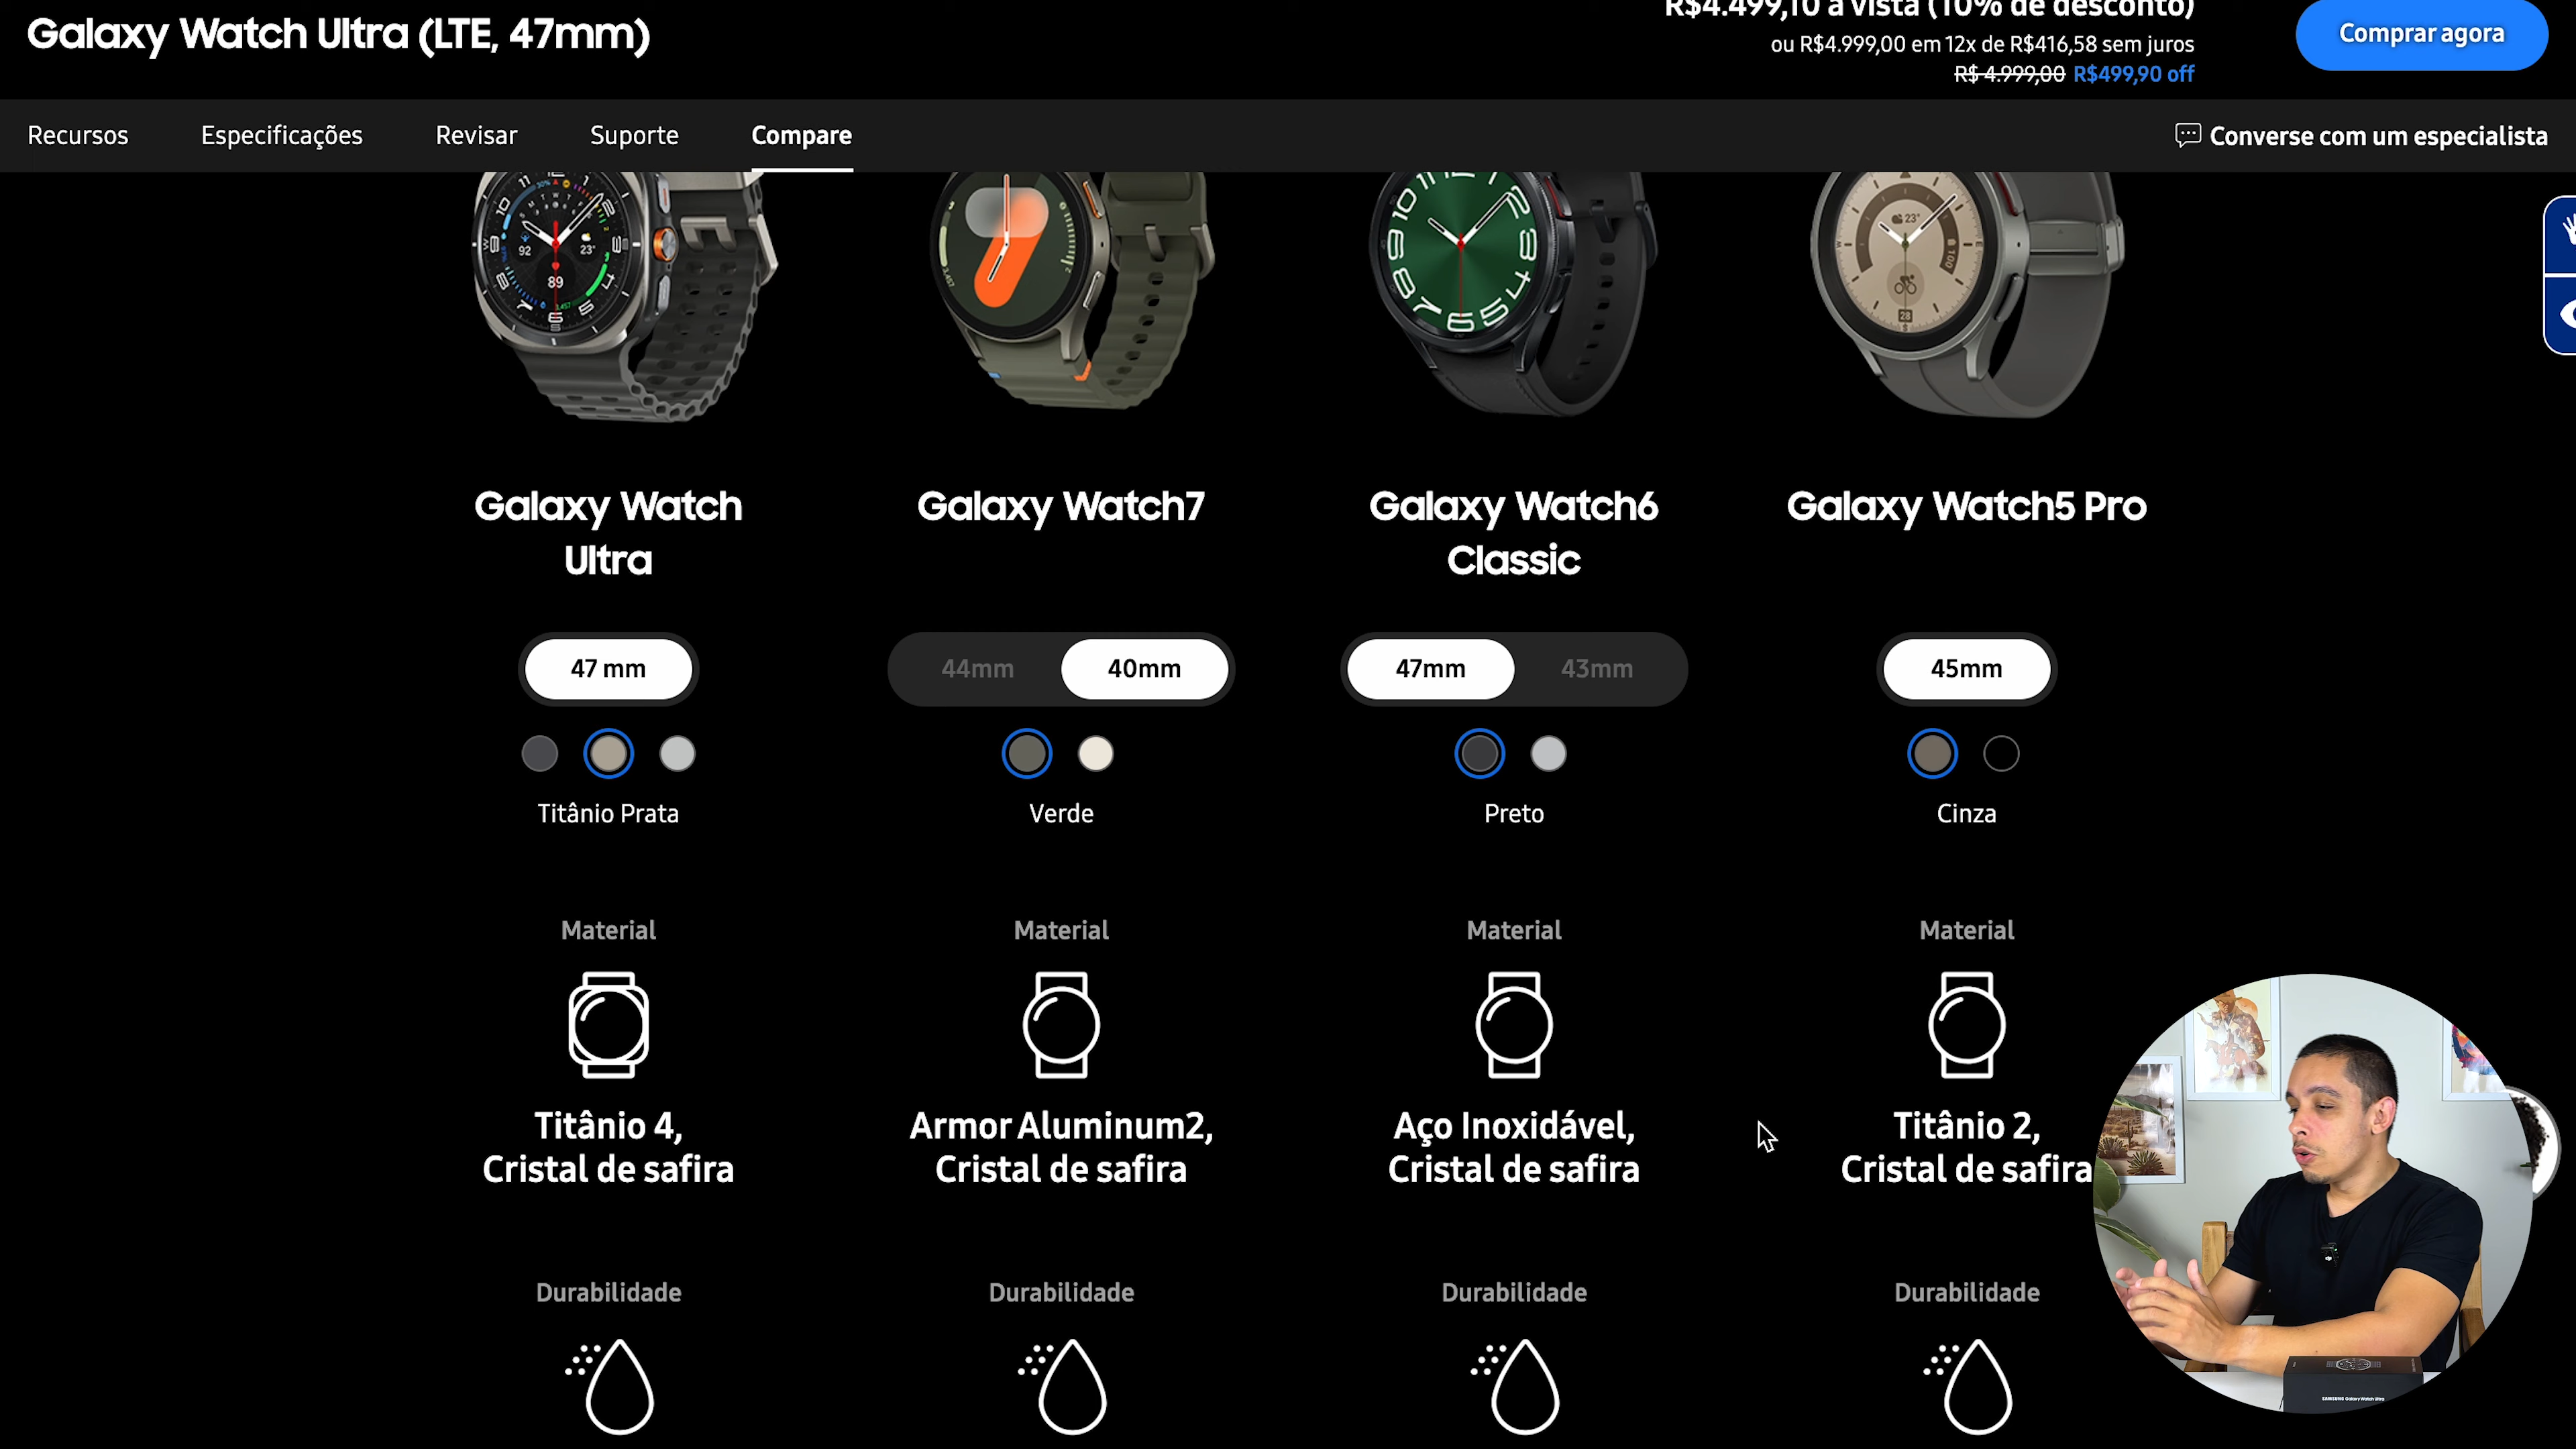 Galaxy Watch Ultra (LTE, 47mm)
R$4.499,10 à vista (10% de desconto)
ou R$4.999,00 em 12x de R$416,58 sem juros
R$ 4.999,00 R$499,90 off
Comprar agora
Recursos
Especificações
Revisar
Suporte
Compare
Converse com um especialista
Galaxy Watch
Ultra
Galaxy Watch7
Galaxy Watch6
Classic
Galaxy Watch5 Pro
47 mm
44mm
40mm
47mm
43mm
45mm
Titânio Prata
Verde
Preto
Cinza
Material
Material
Material
Material
Titânio 4,
Cristal de safira
Armor Aluminum2,
Cristal de safira
Aço Inoxidável,
Cristal de safira
Titânio 2,
Cristal de safira
Durabilidade
Durabilidade
Durabilidade
Durabilidade
SAMSUNG Galaxy Watch Ultra